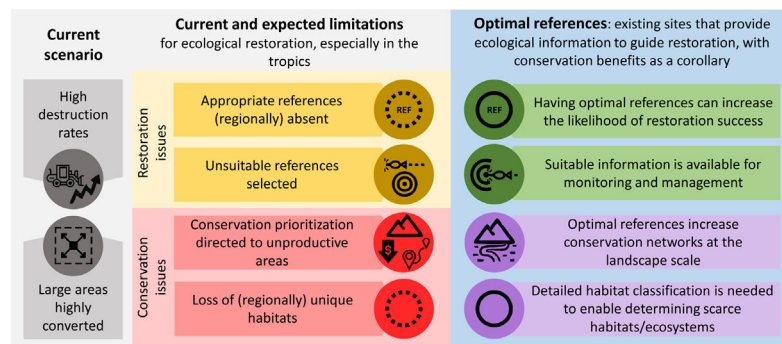 Current
scenario
High
destruction
rates
Large areas
highly
converted
Current and expected limitations
for ecological restoration, especially in the
tropics
Restoration
issues
Appropriate references
(regionally) absent
REF
Unsuitable references
selected
Conservation
issues
Conservation prioritization
directed to unproductive
areas
$
Loss of (regionally) unique
habitats
Optimal references: existing sites that provide
ecological information to guide restoration, with
conservation benefits as a corollary
REF
Having optimal references can increase
the likelihood of restoration success
Suitable information is available for
monitoring and management
Optimal references increase
conservation networks at the
landscape scale
Detailed habitat classification is needed
to enable determining scarce
habitats/ecosystems